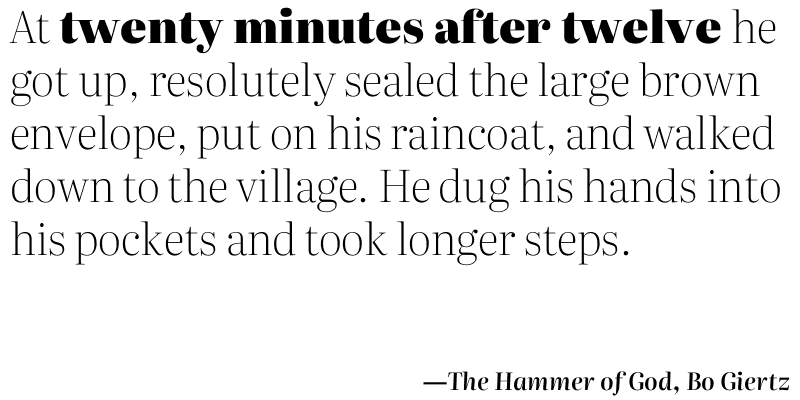 At twenty minutes after twelve he
got up, resolutely sealed the large brown
envelope, put on his raincoat, and walked
down to the village. He dug his hands into
his pockets and took longer steps.
—The Hammer of God, Bo Giertz